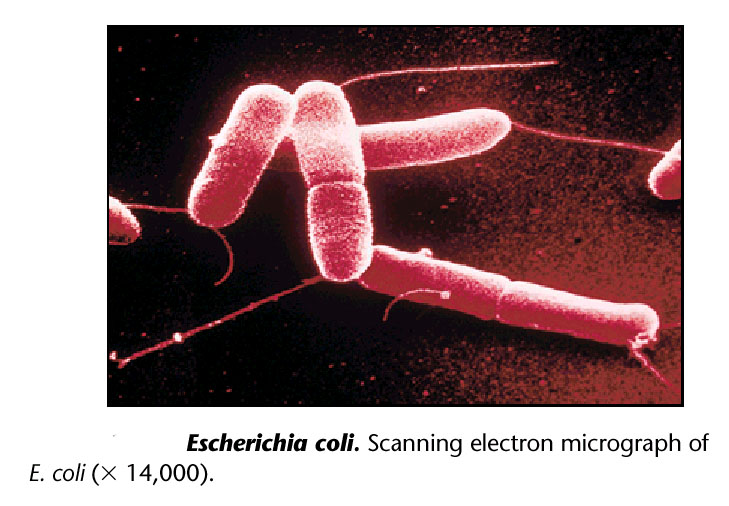 Escherichia coli. Scanning electron micrograph of
E. coli (× 14,000).